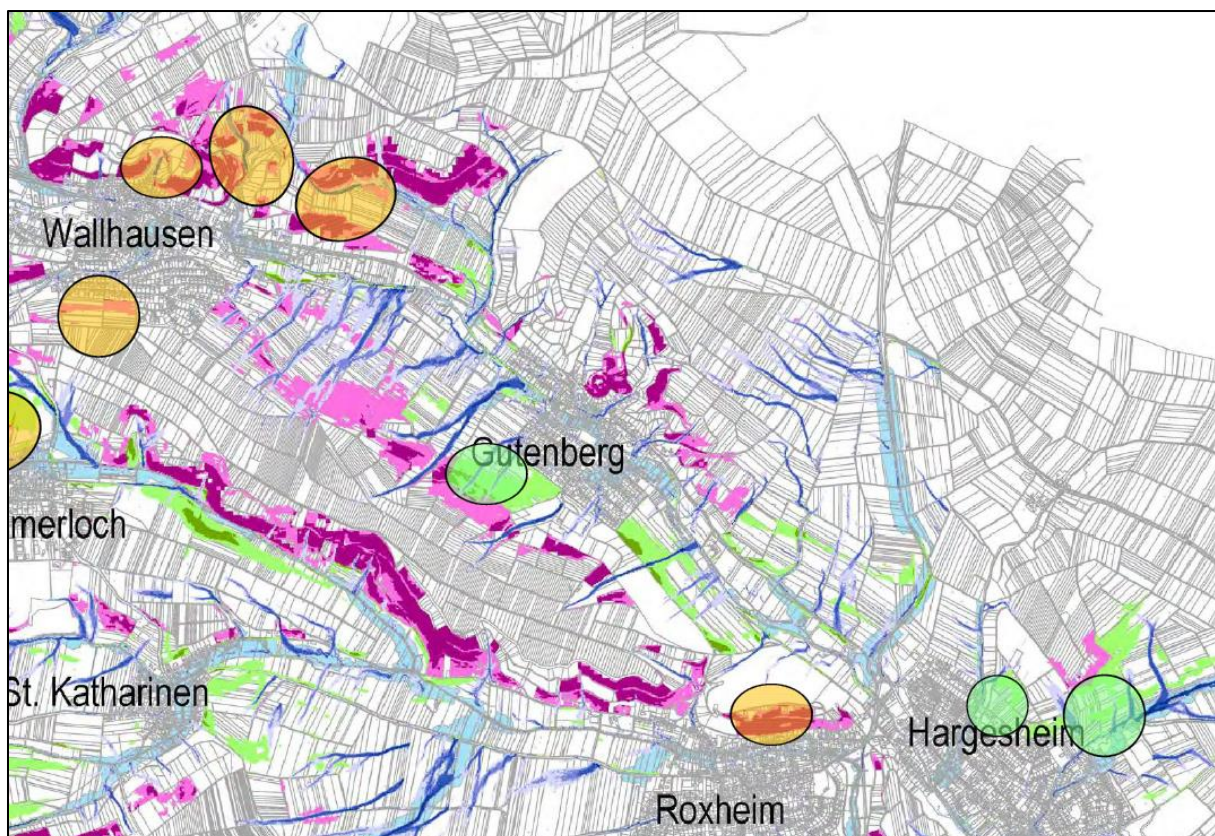 Wallhausen
Gutenberg
merloch
St. Katharinen
Hargesheim
Roxheim